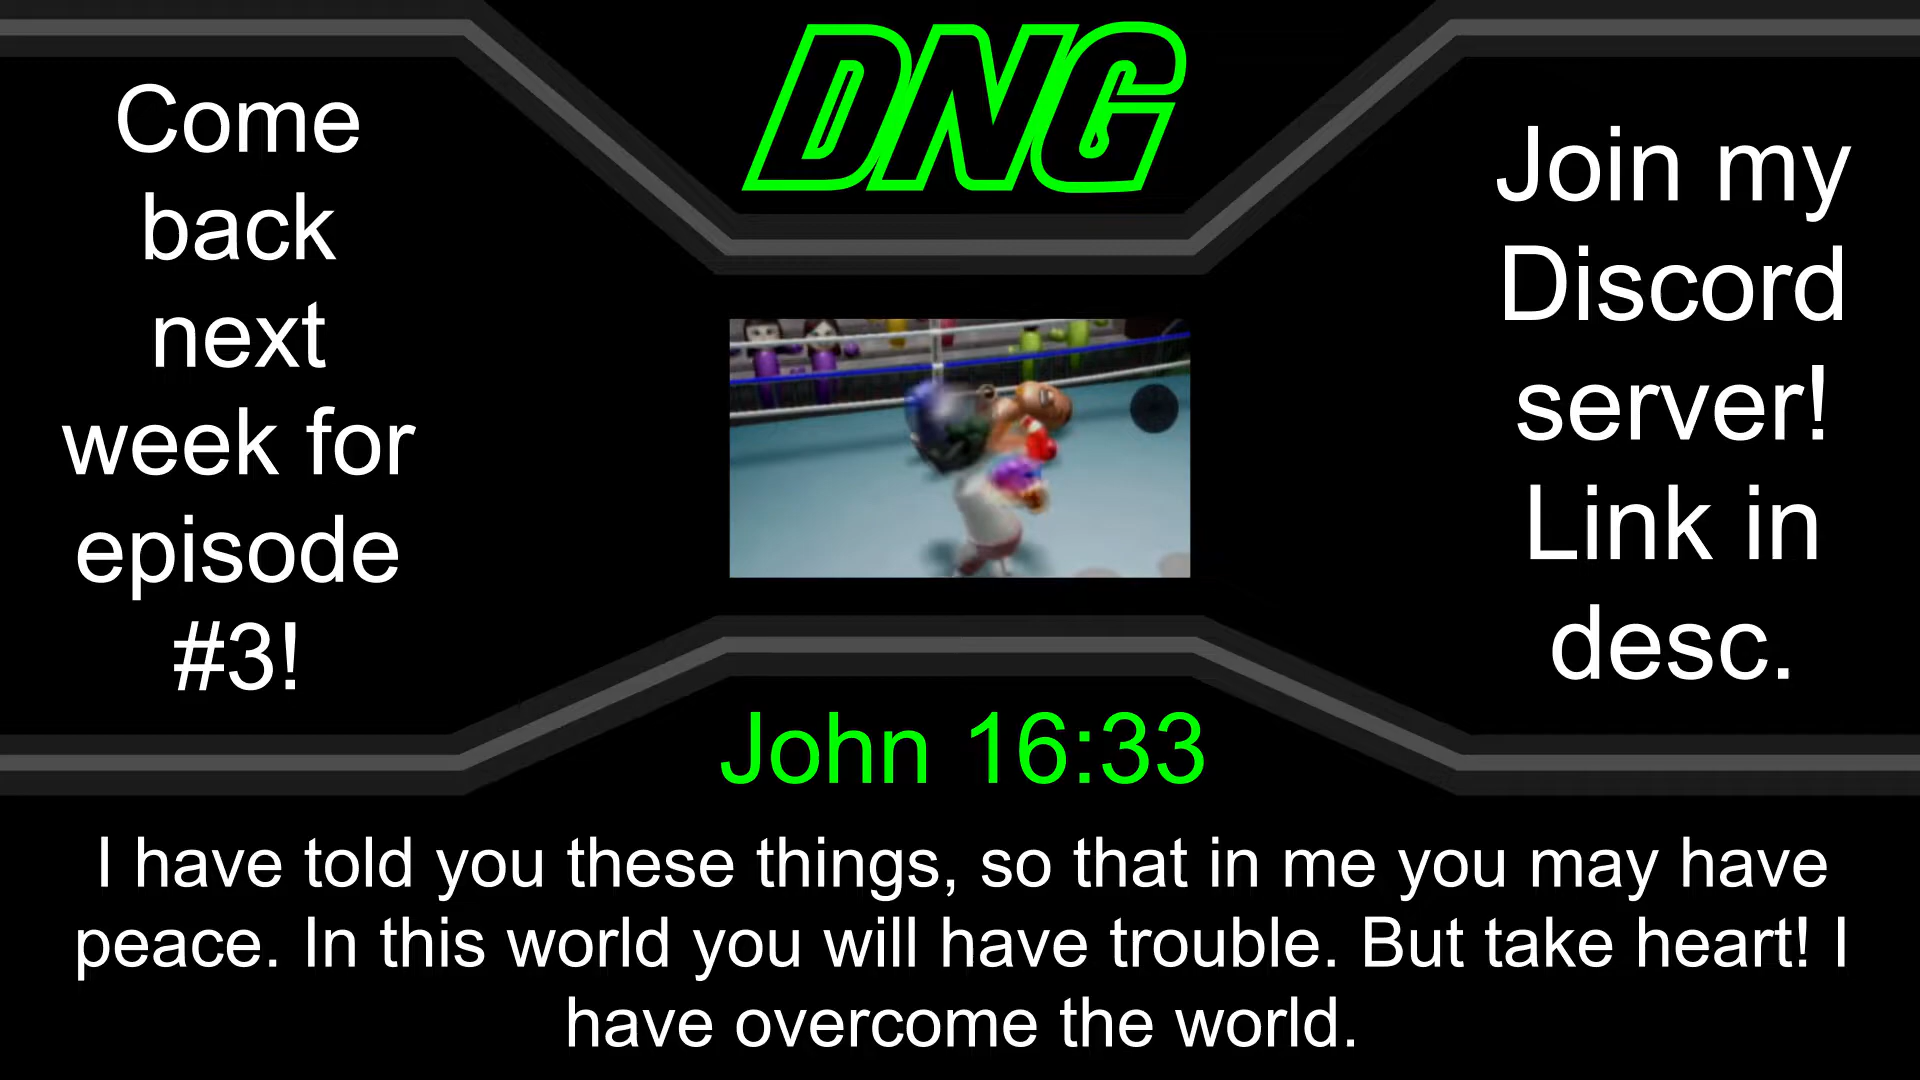 DNG
Come
back
next
week for
episode
#3!
Join my
Discord
server!
Link in
desc.
John 16:33
I have told you these things, so that in me you may have
peace. In this world you will have trouble. But take heart! I
have overcome the world.